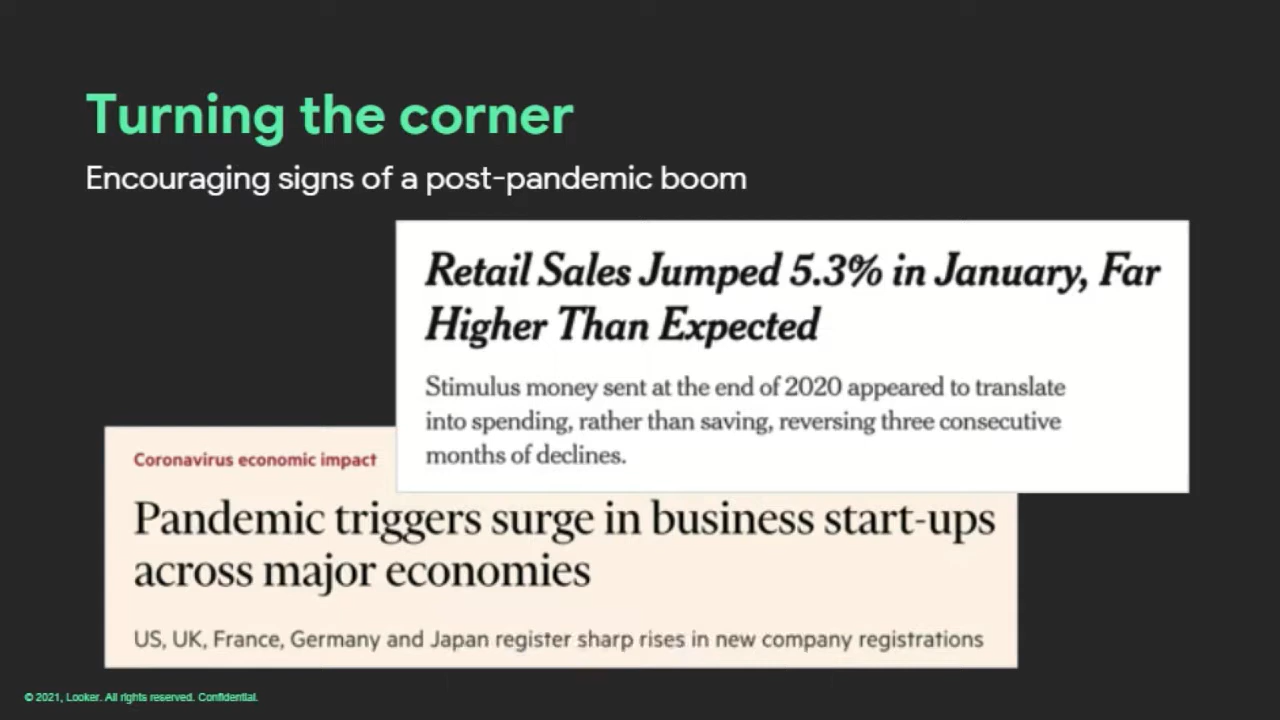 Turning the corner
Encouraging signs of a post-pandemic boom
Retail Sales Jumped 5.3% in January, Far
Higher Than Expected
Stimulus money sent at the end of 2020 appeared to translate
into spending, rather than saving, reversing three consecutive
months of declines.
Coronavirus economic impact
Pandemic triggers surge in business start-ups
across major economies
US, UK, France, Germany and Japan register sharp rises in new company registrations
© 2021, Looker. All rights reserved. Confidential.